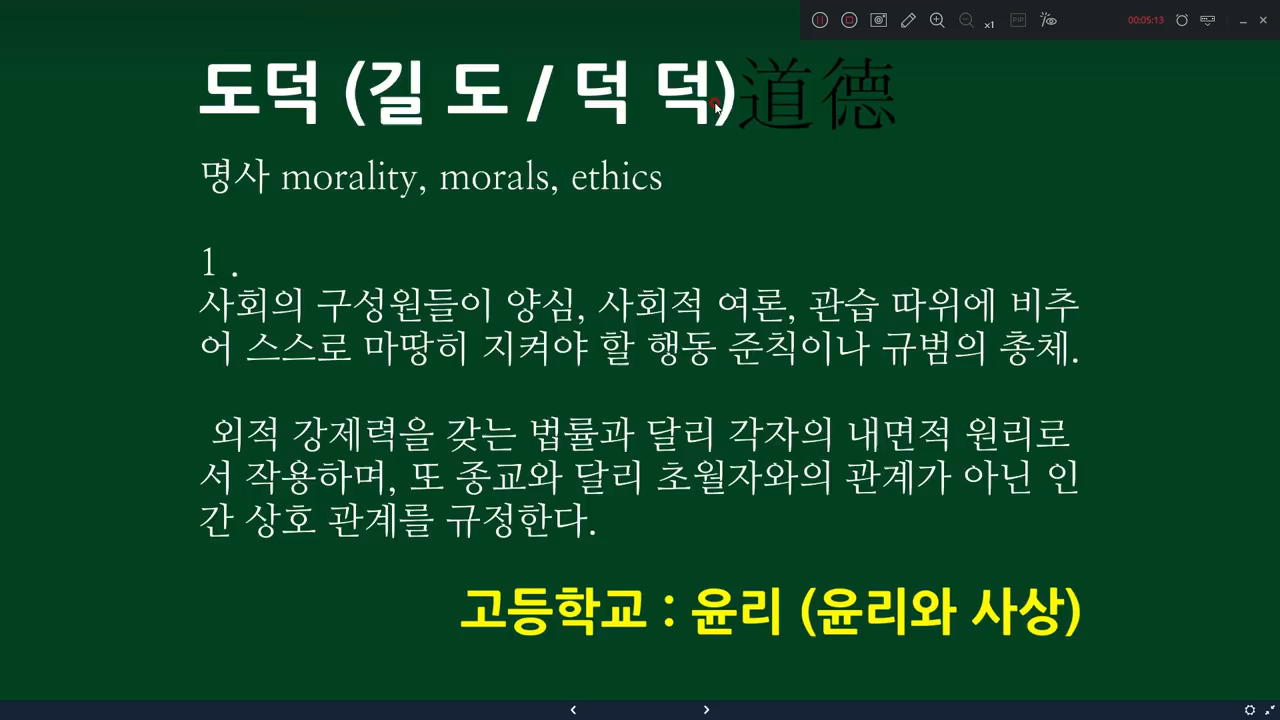 x1
PIP
00:05:13
도덕 (길 도 / 덕 덕)道德
명사 morality, morals, ethics
1 .
사회의 구성원들이 양심, 사회적 여론, 관습 따위에 비추
어 스스로 마땅히 지켜야 할 행동 준칙이나 규범의 총체.
외적 강제력을 갖는 법률과 달리 각자의 내면적 원리로
서 작용하며, 또 종교와 달리 초월자와의 관계가 아닌 인
간 상호 관계를 규정한다.
고등학교 : 윤리 (윤리와 사상)